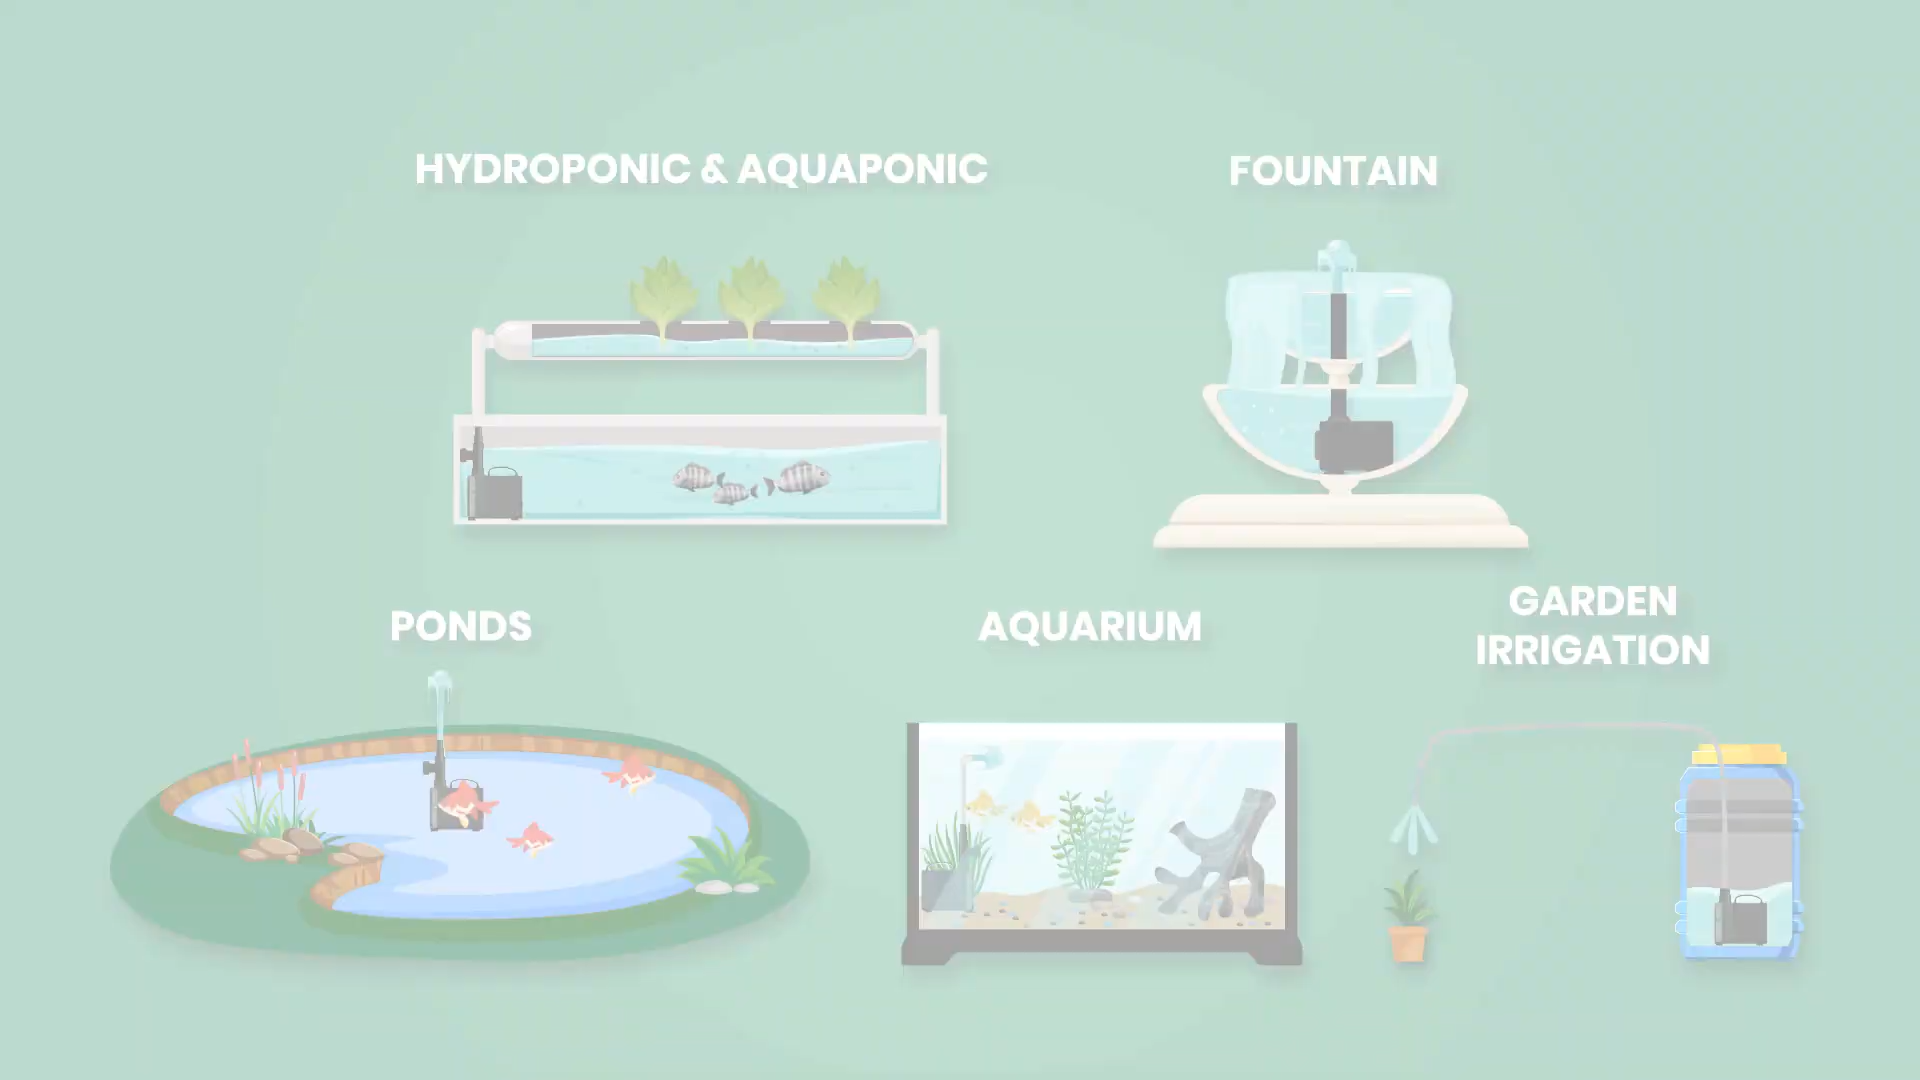 HYDROPONIC & AQUAPONIC
FOUNTAIN
PONDS
AQUARIUM
GARDEN
IRRIGATION